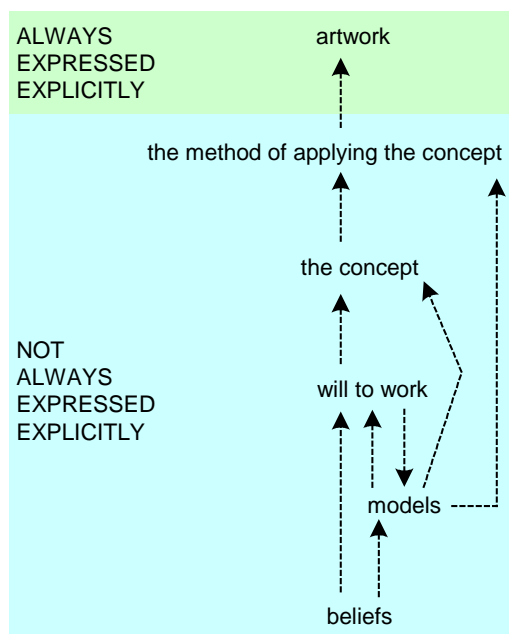 ALWAYS
EXPRESSED
EXPLICITLY
artwork
the method of applying the concept
the concept
NOT
ALWAYS
EXPRESSED
EXPLICITLY
will to work
models
beliefs